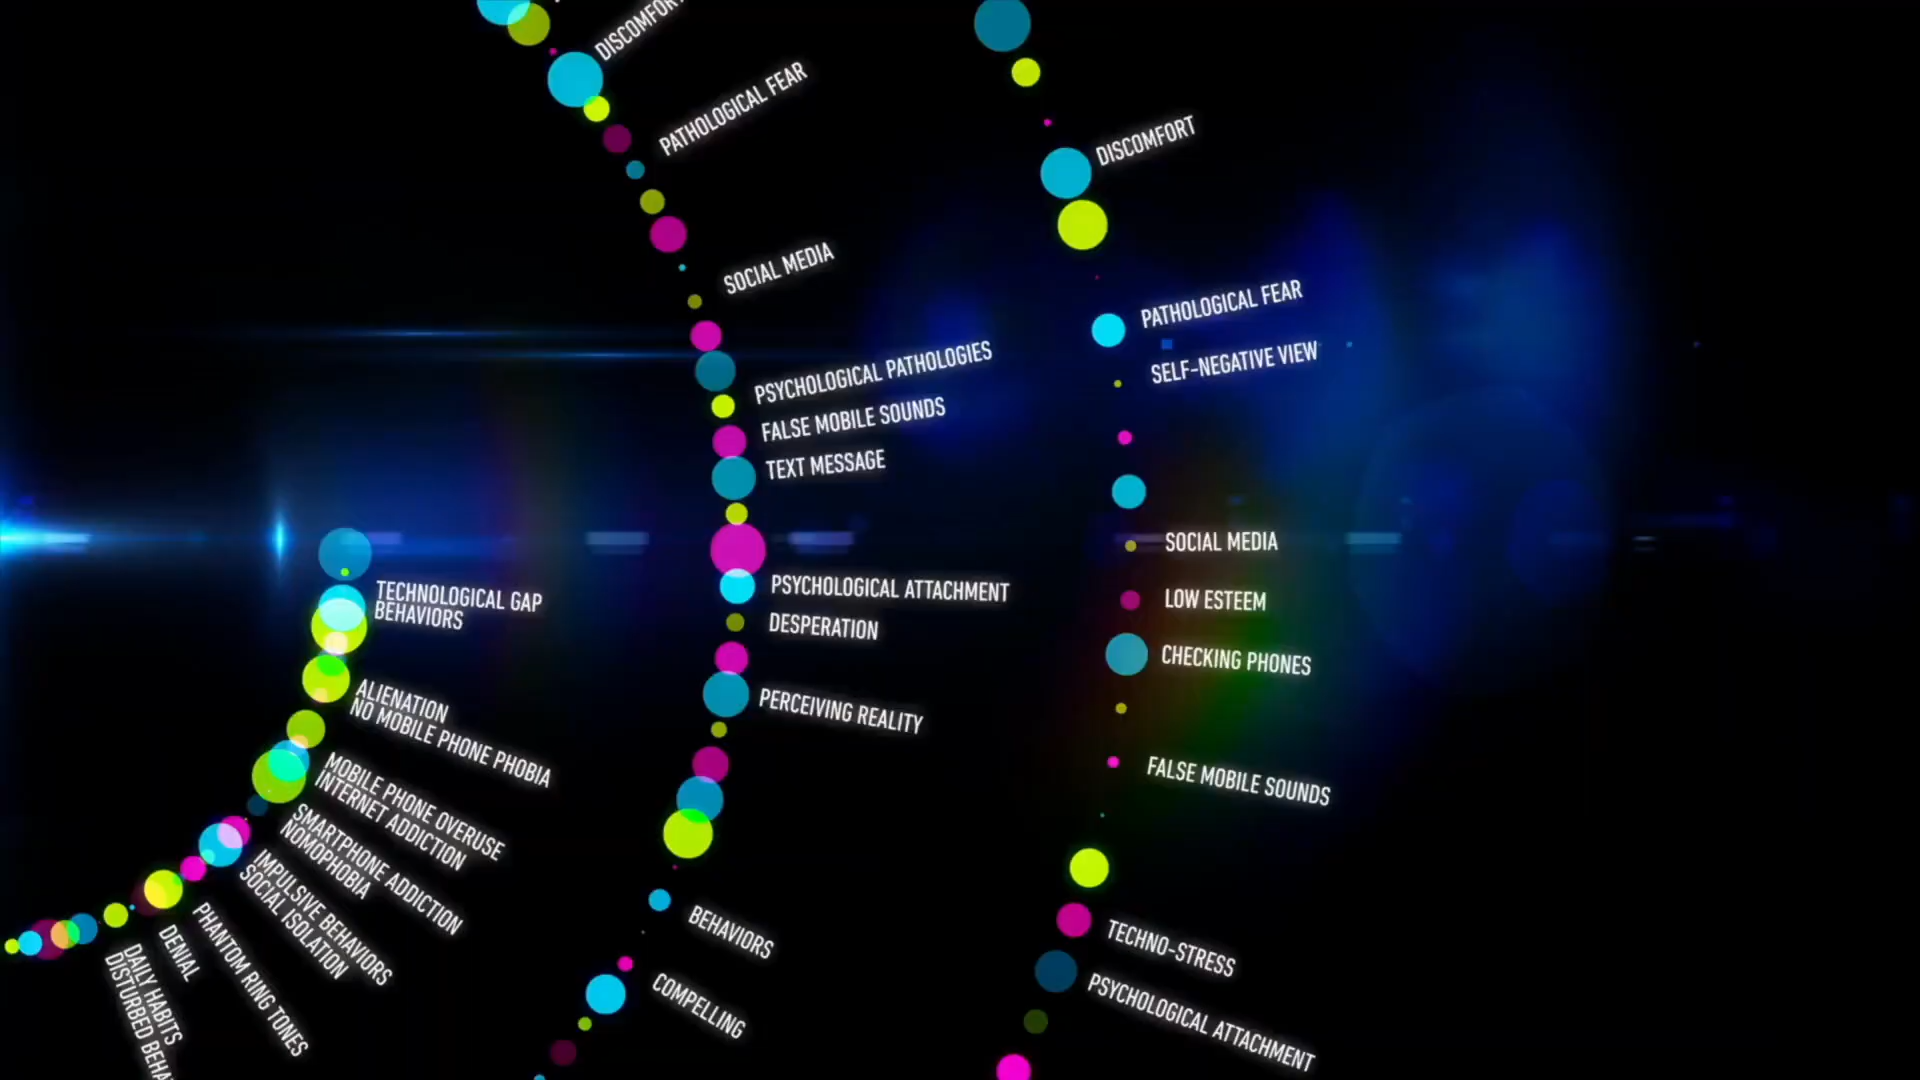 DISCOMFORT
PATHOLOGICAL FEAR
SOCIAL MEDIA
PSYCHOLOGICAL PATHOLOGIES
FALSE MOBILE SOUNDS
TEXT MESSAGE
PSYCHOLOGICAL ATTACHMENT
DESPERATION
PERCEIVING REALITY
BEHAVIORS
COMPELLING
DISCOMFORT
PATHOLOGICAL FEAR
SELF-NEGATIVE VIEW
SOCIAL MEDIA
LOW ESTEEM
CHECKING PHONES
FALSE MOBILE SOUNDS
TECHNO-STRESS
PSYCHOLOGICAL ATTACHMENT
TECHNOLOGICAL GAP
BEHAVIORS
ALIENATION
NO MOBILE PHONE PHOBIA
MOBILE PHONE OVERUSE
INTERNET ADDICTION
SMARTPHONE ADDICTION
NOMOPHOBIA
IMPULSIVE BEHAVIORS
SOCIAL ISOLATION
PHANTOM RING TONES
DENIAL
DAILY HABITS
DISTURBED